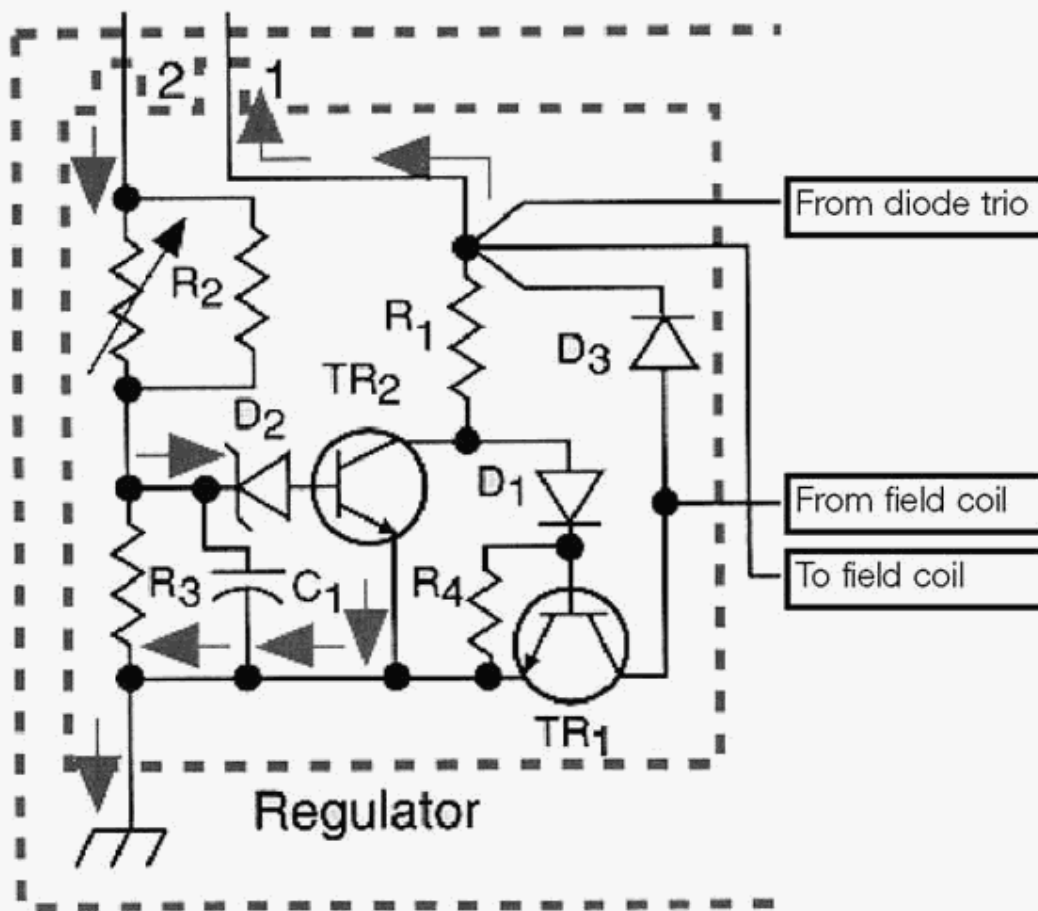 2
1
From diode trio
R2
R1
D3
TR2
D2
D1
From field coil
To field coil
R3
C1
R4
TR1
Regulator